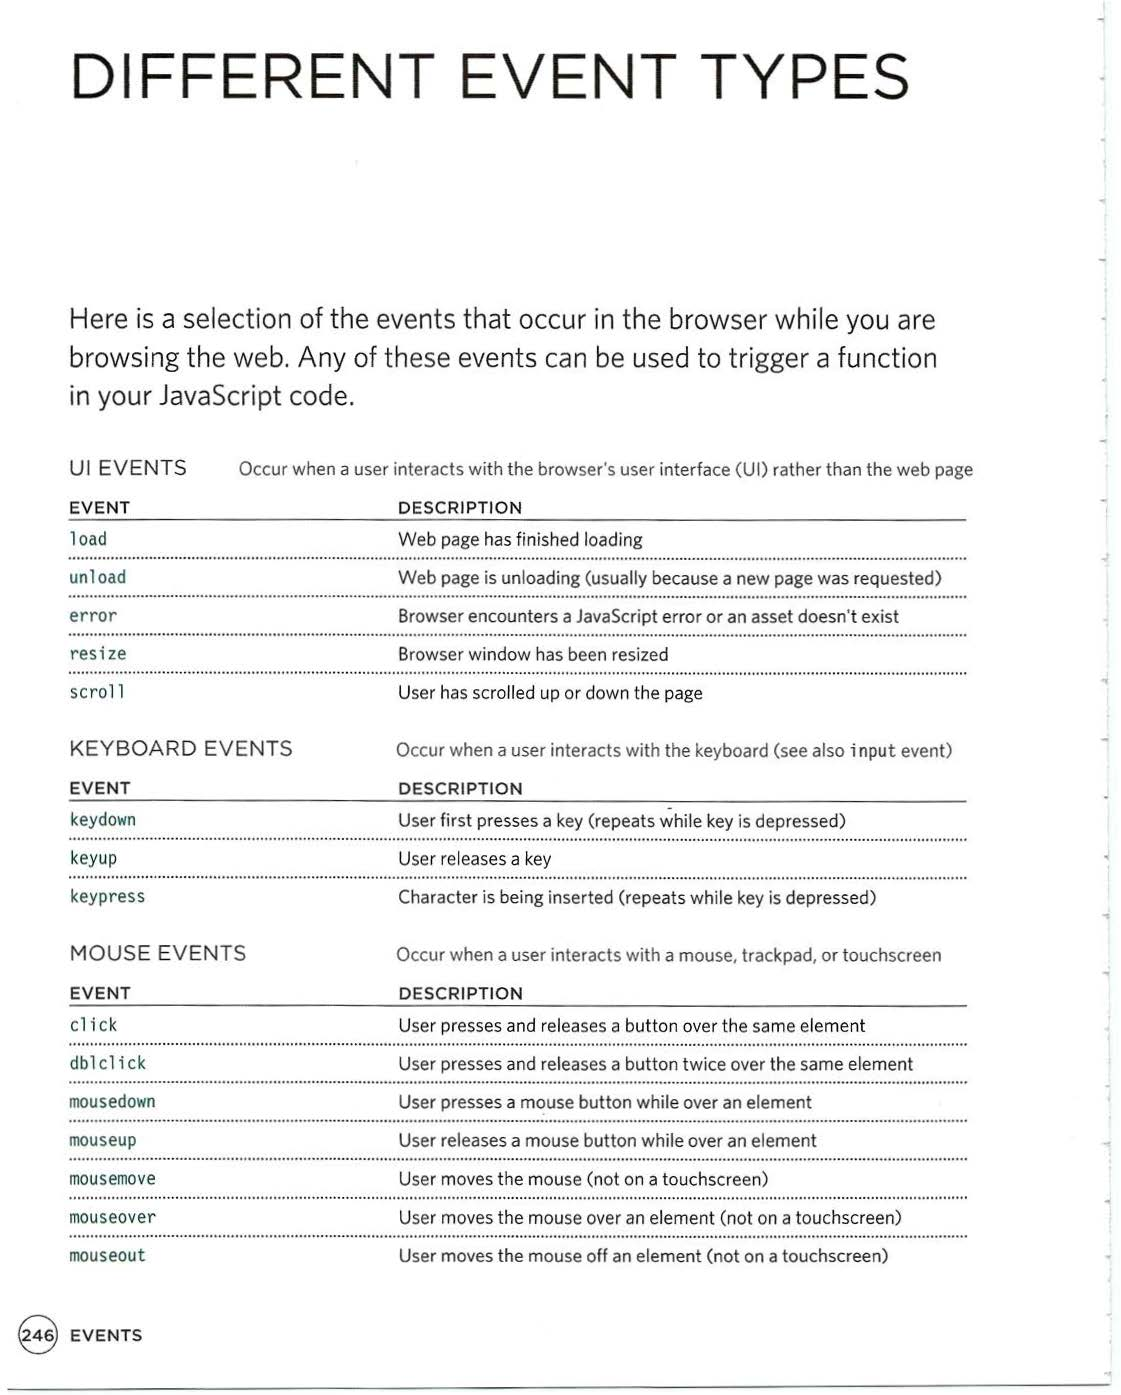 DIFFERENT EVENT TYPES
Here is a selection of the events that occur in the browser while you are
browsing the web. Any of these events can be used to trigger a function
in your JavaScript code.
UI EVENTS Occur when a user interacts with the browser's user interface (UI) rather than the web page
EVENT DESCRIPTION
load Web page has finished loading
unload Web page is unloading (usually because a new page was requested)
error Browser encounters a JavaScript error or an asset doesn't exist
resize Browser window has been resized
scroll User has scrolled up or down the page
KEYBOARD EVENTS Occur when a user interacts with the keyboard (see also input event)
EVENT DESCRIPTION
keydown User first presses a key (repeats while key is depressed)
keyup User releases a key
keypress Character is being inserted (repeats while key is depressed)
MOUSE EVENTS Occur when a user interacts with a mouse, trackpad, or touchscreen
EVENT DESCRIPTION
click User presses and releases a button over the same element
dblclick User presses and releases a button twice over the same element
mousedown User presses a mouse button while over an element
mouseup User releases a mouse button while over an element
mousemove User moves the mouse (not on a touchscreen)
mouseover User moves the mouse over an element (not on a touchscreen)
mouseout User moves the mouse off an element (not on a touchscreen)
246 EVENTS